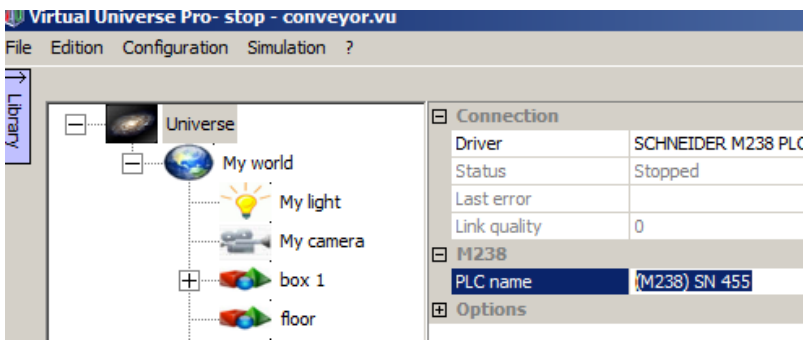 Virtual Universe Pro- stop - conveyor.vu
File Edition Configuration Simulation ?
Library
Universe
My world
My light
My camera
box 1
floor
Connection
Driver SCHNEIDER M238 PLC
Status Stopped
Last error
Link quality 0
M238
PLC name (M238) SN 455
Options